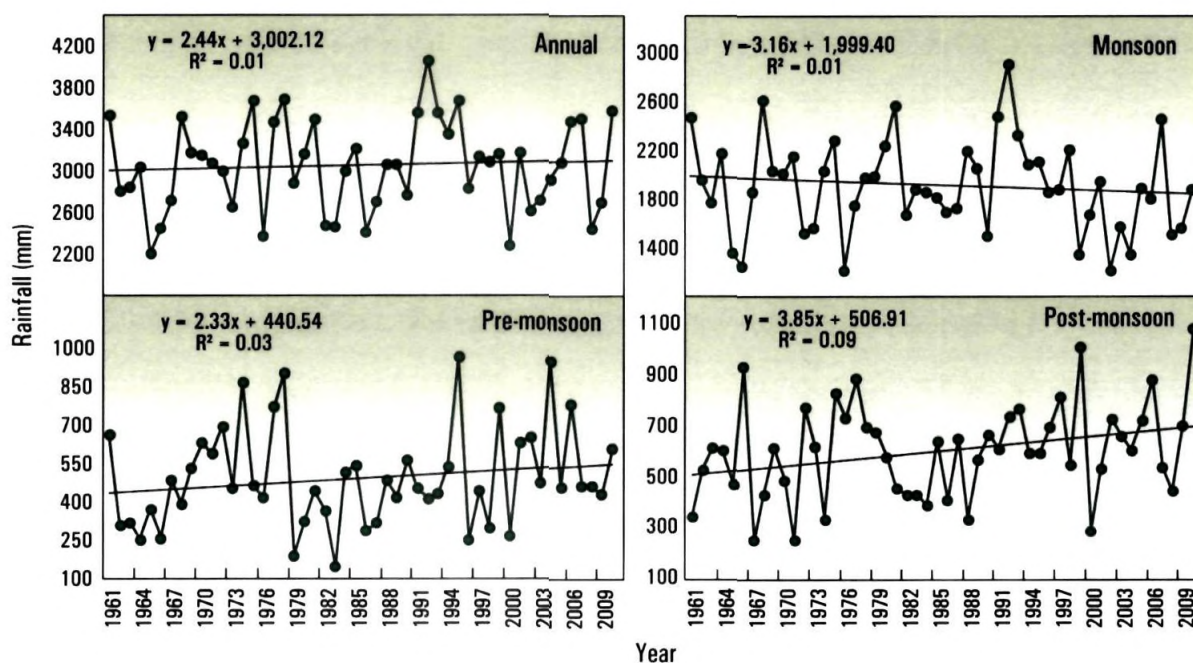 y = 2.44x + 3,002.12
R² = 0.01
Annual
4200
3800
3400
3000
2600
2200
y =-3.16x + 1,999.40
R² = 0.01
Monsoon
3000
2600
2200
1800
1400
Rainfall (mm)
y = 2.33x + 440.54
R² = 0.03
Pre-monsoon
1000
850
700
550
400
250
100
1961 1964 1967 1970 1973 1976 1979 1982 1985 1988 1991 1994 1997 2000 2003 2006 2009
y = 3.85x + 506.91
R² = 0.09
Post-monsoon
1100
900
700
500
300
100
1961 1964 1967 1970 1973 1976 1979 1982 1985 1988 1991 1994 1997 2000 2003 2006 2009
Year